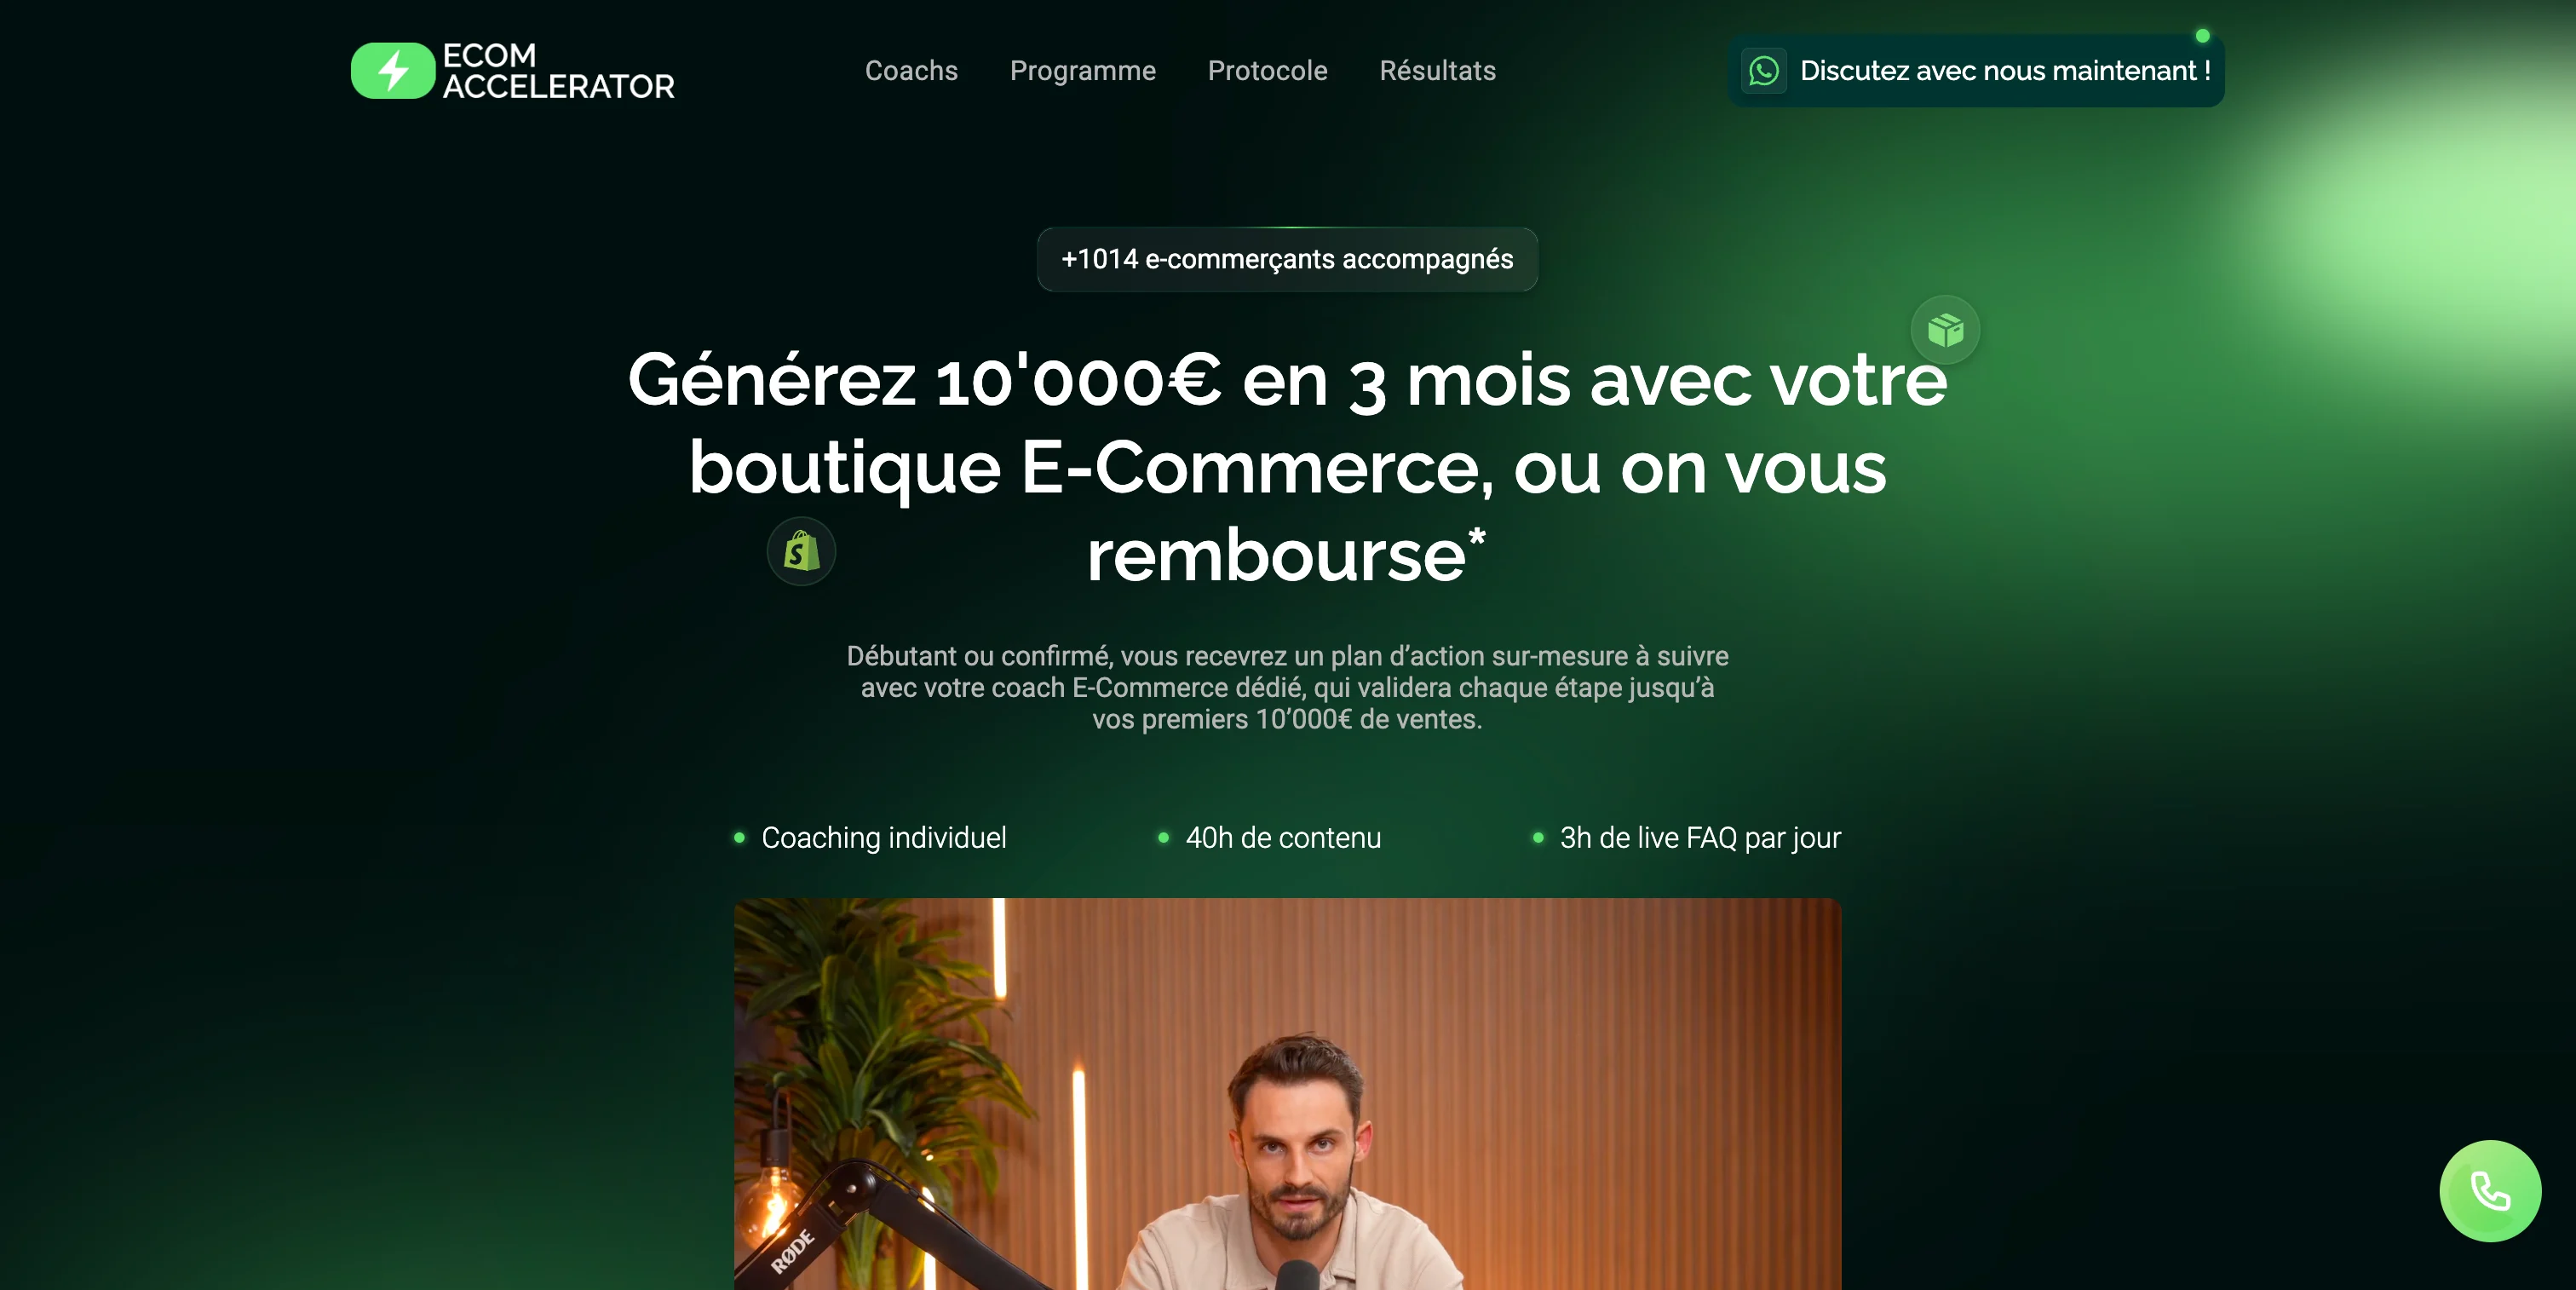 ECOM
ACCELERATOR
Coachs
Programme
Protocole
Résultats
Discutez avec nous maintenant !
+1014 e-commerçants accompagnés
Générez 10'000€ en 3 mois avec votre
boutique E-Commerce, ou on vous
rembourse*
Débutant ou confirmé, vous recevrez un plan d’action sur-mesure à suivre
avec votre coach E-Commerce dédié, qui validera chaque étape jusqu’à
vos premiers 10’000€ de ventes.
Coaching individuel
40h de contenu
3h de live FAQ par jour
RØDE